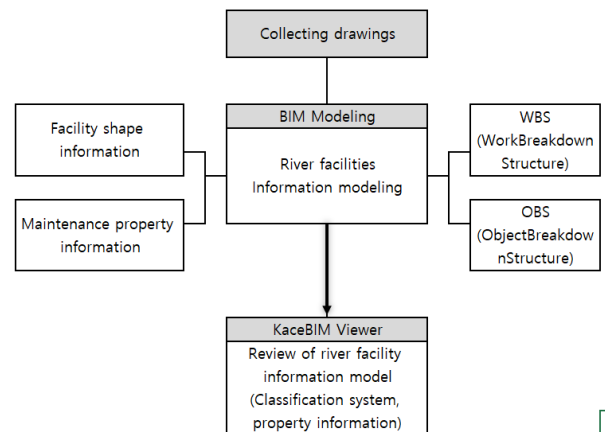 Collecting drawings
BIM Modeling
River facilities
Information modeling
Facility shape
information
Maintenance property
information
WBS
(WorkBreakdown
Structure)
OBS
(ObjectBreakdow
nStructure)
KaceBIM Viewer
Review of river facility
information model
(Classification system,
property information)